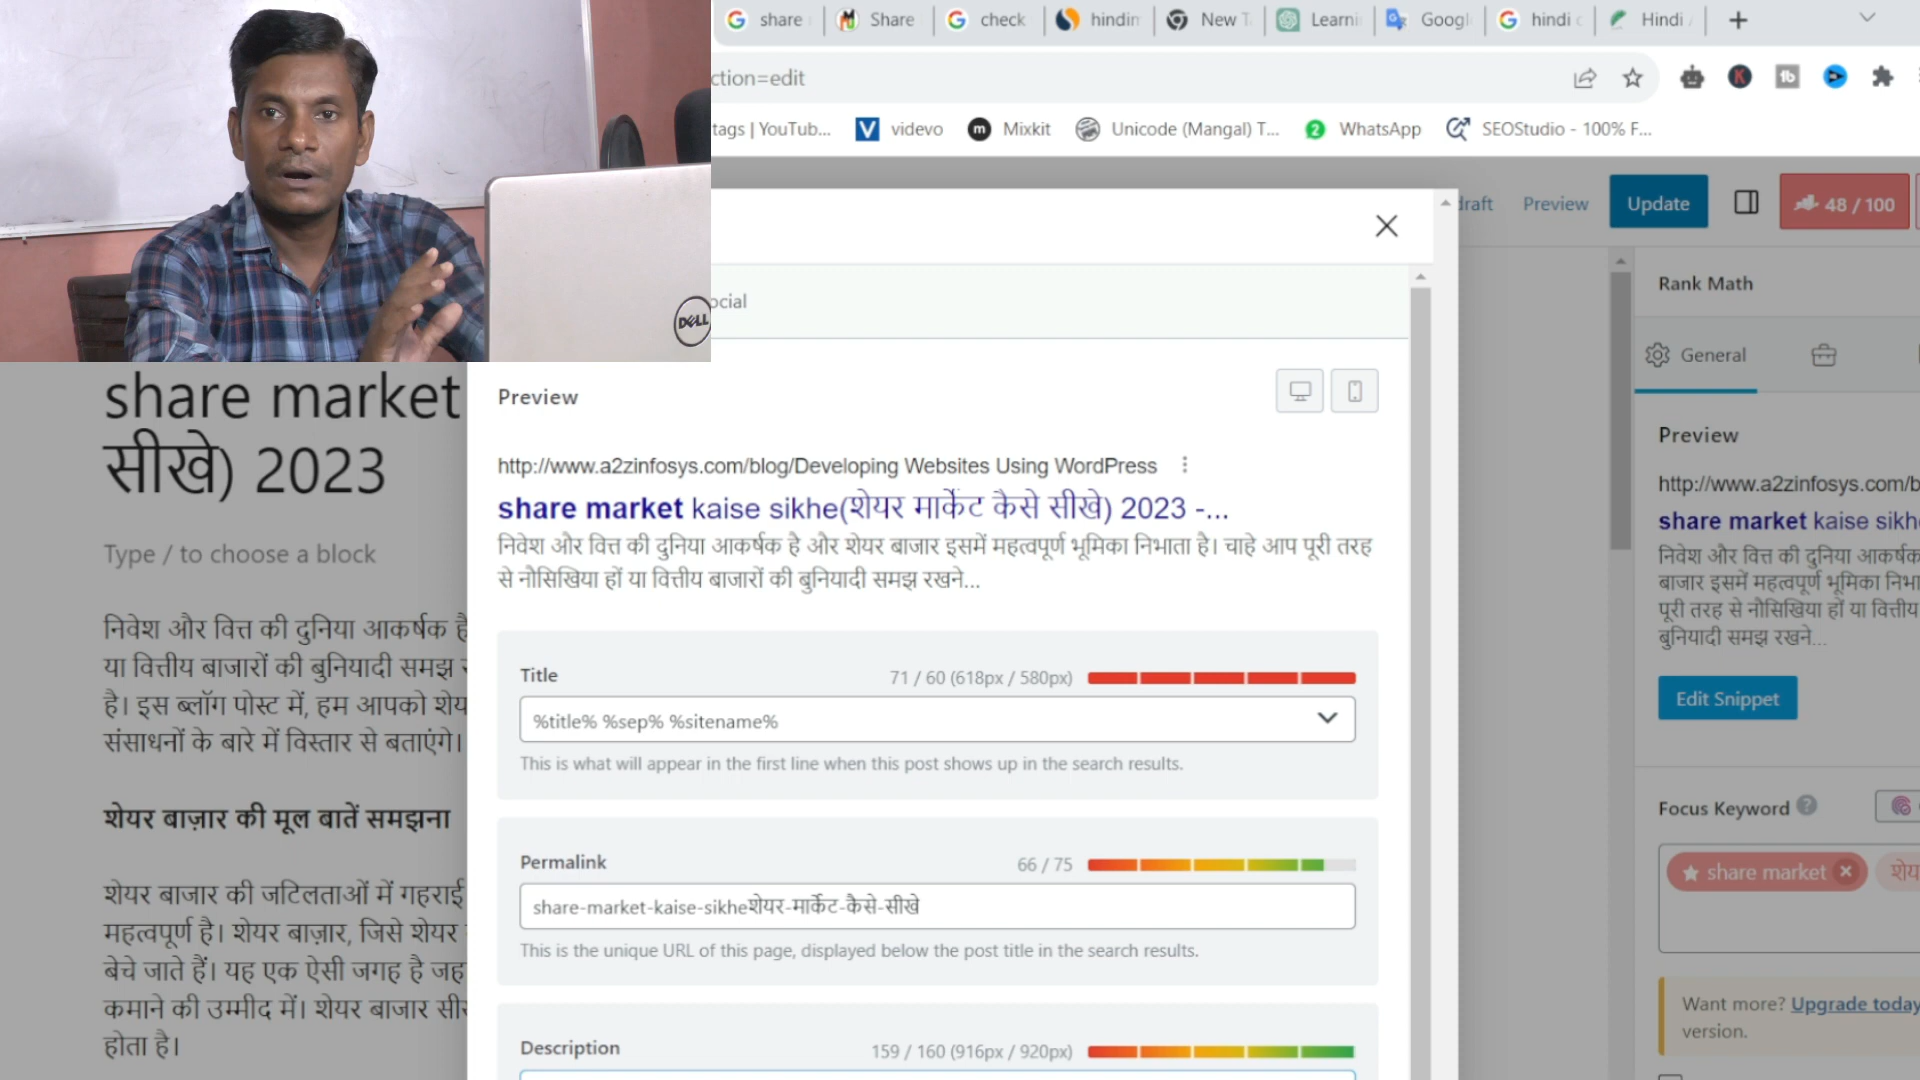 share
Share
check
hindin
New T
Learni
Googl
hindi c
Hindi
ction=edit
tags | YouTub...
videvo
Mixkit
Unicode (Mangal) T...
WhatsApp
SEOStudio - 100% F...
draft
Preview
Update
48 / 100
DELL
ocial
Rank Math
General
share market
सीखे) 2023
Type / to choose a block
निवेश और वित्त की दुनिया आकर्षक है
या वित्तीय बाजारों की बुनियादी समझ
है। इस ब्लॉग पोस्ट में, हम आपको शेय
संसाधनों के बारे में विस्तार से बताएंगे।
शेयर बाज़ार की मूल बातें समझना
शेयर बाजार की जटिलताओं में गहराई
महत्वपूर्ण है। शेयर बाज़ार, जिसे शेयर
बेचे जाते हैं। यह एक ऐसी जगह है जह
कमाने की उम्मीद में। शेयर बाजार सीर
होता है।
Preview
http://www.a2zinfosys.com/blog/Developing Websites Using WordPress
share market kaise sikhe(शेयर मार्केट कैसे सीखे) 2023 -...
निवेश और वित्त की दुनिया आकर्षक है और शेयर बाजार इसमें महत्वपूर्ण भूमिका निभाता है। चाहे आप पूरी तरह
से नौसिखिया हों या वित्तीय बाजारों की बुनियादी समझ रखने...
Title
71 / 60 (618px / 580px)
%title% %sep% %sitename%
This is what will appear in the first line when this post shows up in the search results.
Permalink
66 / 75
share-market-kaise-sikheशेयर-मार्केट-कैसे-सीखे
This is the unique URL of this page, displayed below the post title in the search results.
Description
159 / 160 (916px / 920px)
Preview
http://www.a2zinfosys.com/b
share market kaise sikh
निवेश और वित्त की दुनिया आकर्षक
बाजार इसमें महत्वपूर्ण भूमिका निभा
पूरी तरह से नौसिखिया हों या वित्तीय
बुनियादी समझ रखने...
Edit Snippet
Focus Keyword
share market
शेय
Want more? Upgrade today
version.